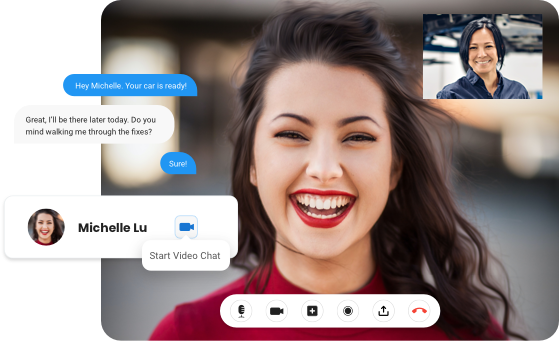 Hey Michelle. Your car is ready!
Great, I'll be there later today. Do you
mind walking me through the fixes?
Sure!
Michelle Lu
Start Video Chat